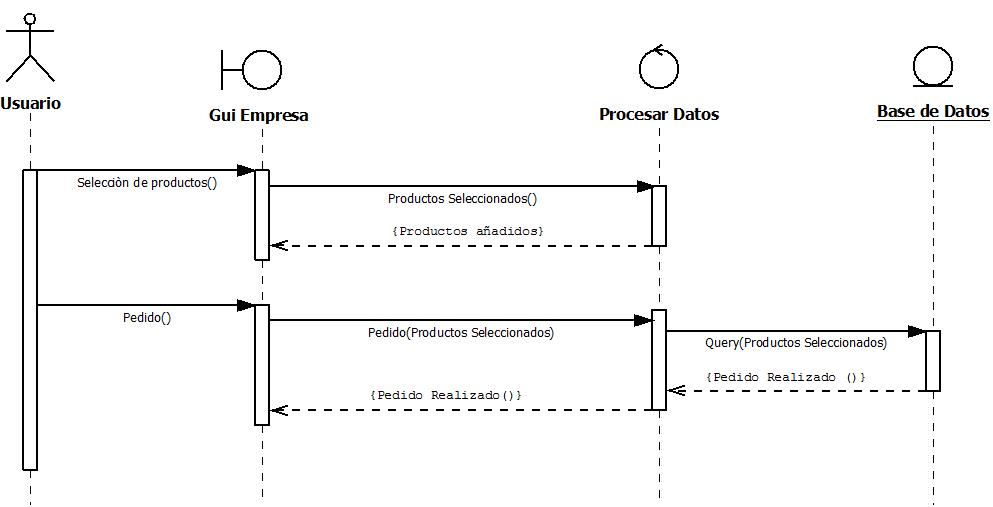 Usuario
Gui Empresa
Procesar Datos
Base de Datos
Selecciòn de productos()
Productos Seleccionados()
{Productos añadidos}
Pedido()
Pedido(Productos Seleccionados)
Query(Productos Seleccionados)
{Pedido Realizado ()}
{Pedido Realizado()}